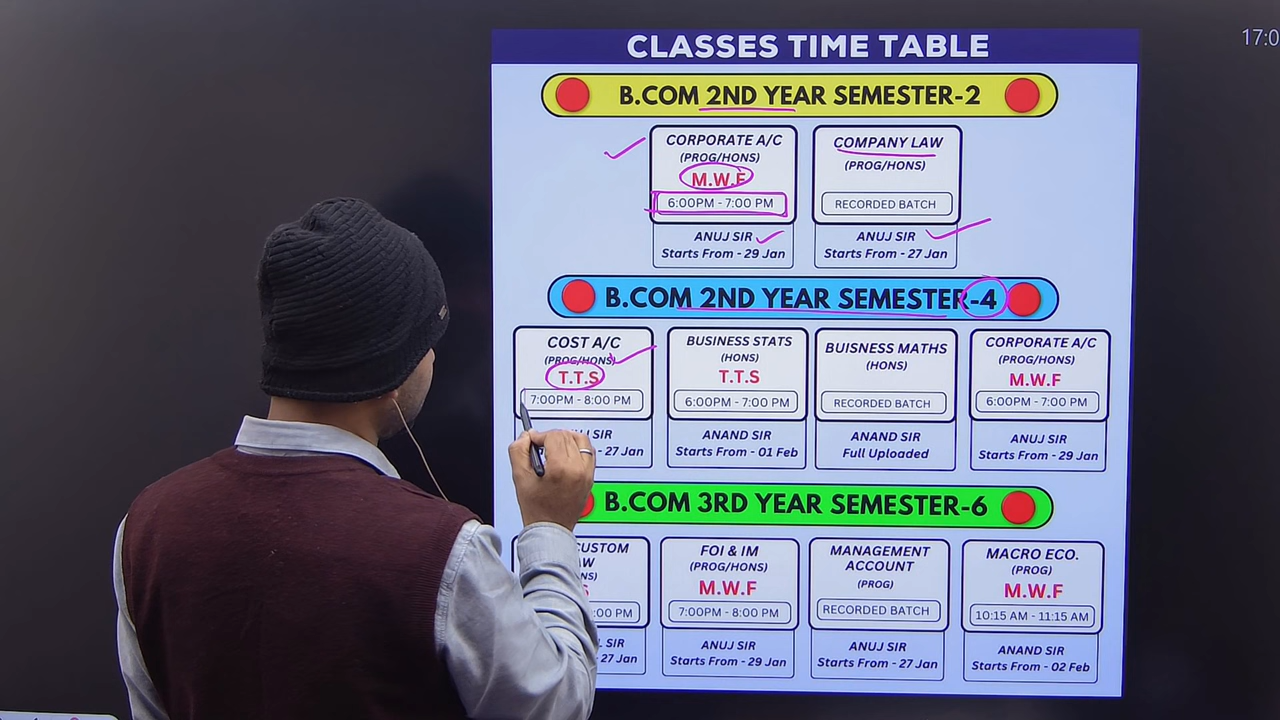 17:0
CLASSES TIME TABLE
B.COM 2ND YEAR SEMESTER-2
CORPORATE A/C
(PROG/HONS)
M.W.F
6:00PM - 7:00 PM
ANUJ SIR
Starts From - 29 Jan
COMPANY LAW
(PROG/HONS)
RECORDED BATCH
ANUJ SIR
Starts From - 27 Jan
B.COM 2ND YEAR SEMESTER-4
COST A/C
(PROG/HONS)
T.T.S
7:00PM - 8:00 PM
SIR
27 Jan
BUSINESS STATS
(HONS)
T.T.S
6:00PM - 7:00 PM
ANAND SIR
Starts From - 01 Feb
BUISNESS MATHS
(HONS)
RECORDED BATCH
ANAND SIR
Full Uploaded
CORPORATE A/C
(PROG/HONS)
M.W.F
6:00PM - 7:00 PM
ANUJ SIR
Starts From - 29 Jan
B.COM 3RD YEAR SEMESTER-6
CUSTOM
:00 PM
SIR
27 Jan
FOI & IM
(PROG/HONS)
M.W.F
7:00PM - 8:00 PM
ANUJ SIR
Starts From - 29 Jan
MANAGEMENT
ACCOUNT
(PROG)
RECORDED BATCH
ANUJ SIR
Starts From - 27 Jan
MACRO ECO.
(PROG)
M.W.F
10:15 AM - 11:15 AM
ANAND SIR
Starts From - 02 Feb